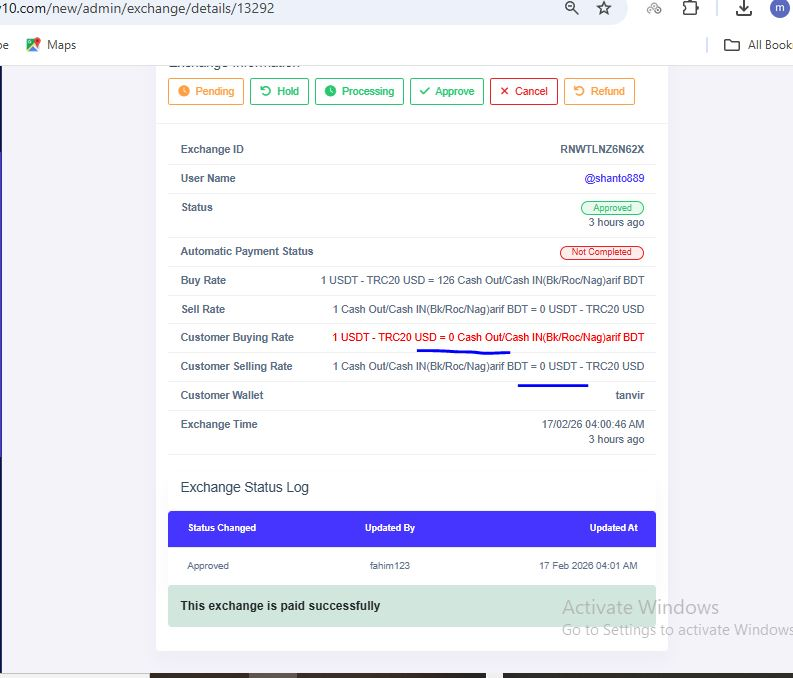 v10.com/new/admin/exchange/details/13292
m
Maps
All Book
Exchange Information
Pending
Hold
Processing
Approve
Cancel
Refund
Exchange ID
RNWTLNZ6N62X
User Name
@shanto889
Status
Approved
3 hours ago
Automatic Payment Status
Not Completed
Buy Rate
1 USDT - TRC20 USD = 126 Cash Out/Cash IN(Bk/Roc/Nag)arif BDT
Sell Rate
1 Cash Out/Cash IN(Bk/Roc/Nag)arif BDT = 0 USDT - TRC20 USD
Customer Buying Rate
1 USDT - TRC20 USD = 0 Cash Out/Cash IN(Bk/Roc/Nag)arif BDT
Customer Selling Rate
1 Cash Out/Cash IN(Bk/Roc/Nag)arif BDT = 0 USDT - TRC20 USD
Customer Wallet
tanvir
Exchange Time
17/02/26 04:00:46 AM
3 hours ago
Exchange Status Log
Status Changed
Updated By
Updated At
Approved
fahim123
17 Feb 2026 04:01 AM
This exchange is paid successfully
Activate Windows
Go to Settings to activate Windows